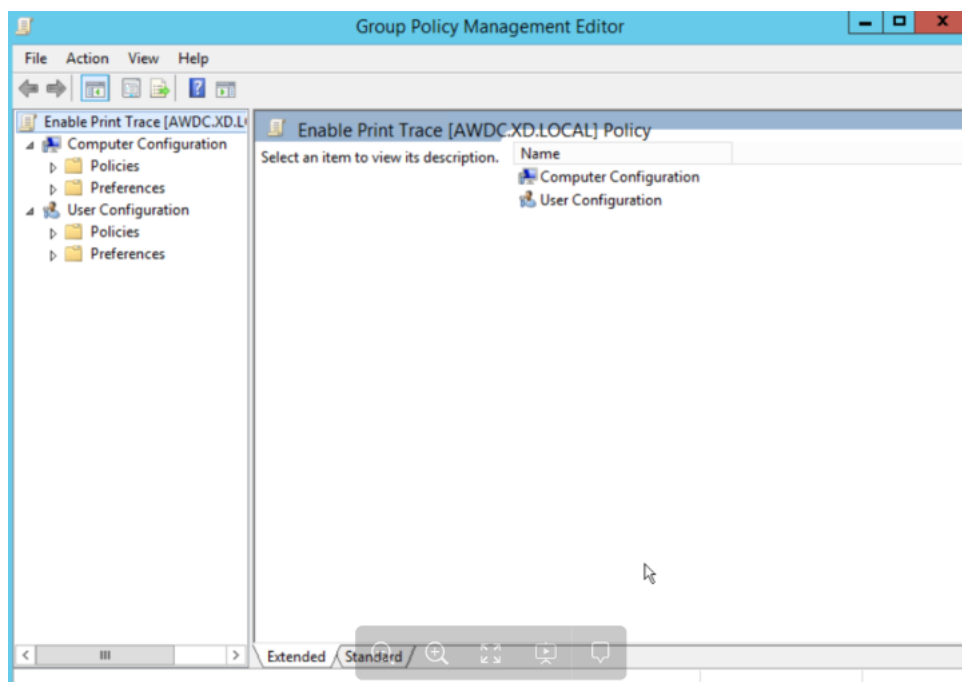 Group Policy Management Editor
File Action View Help
Enable Print Trace [AWDC.XD.L
Computer Configuration
Policies
Preferences
User Configuration
Policies
Preferences
Enable Print Trace [AWDC.XD.LOCAL] Policy
Select an item to view its description.
Name
Computer Configuration
User Configuration
Extended Standard